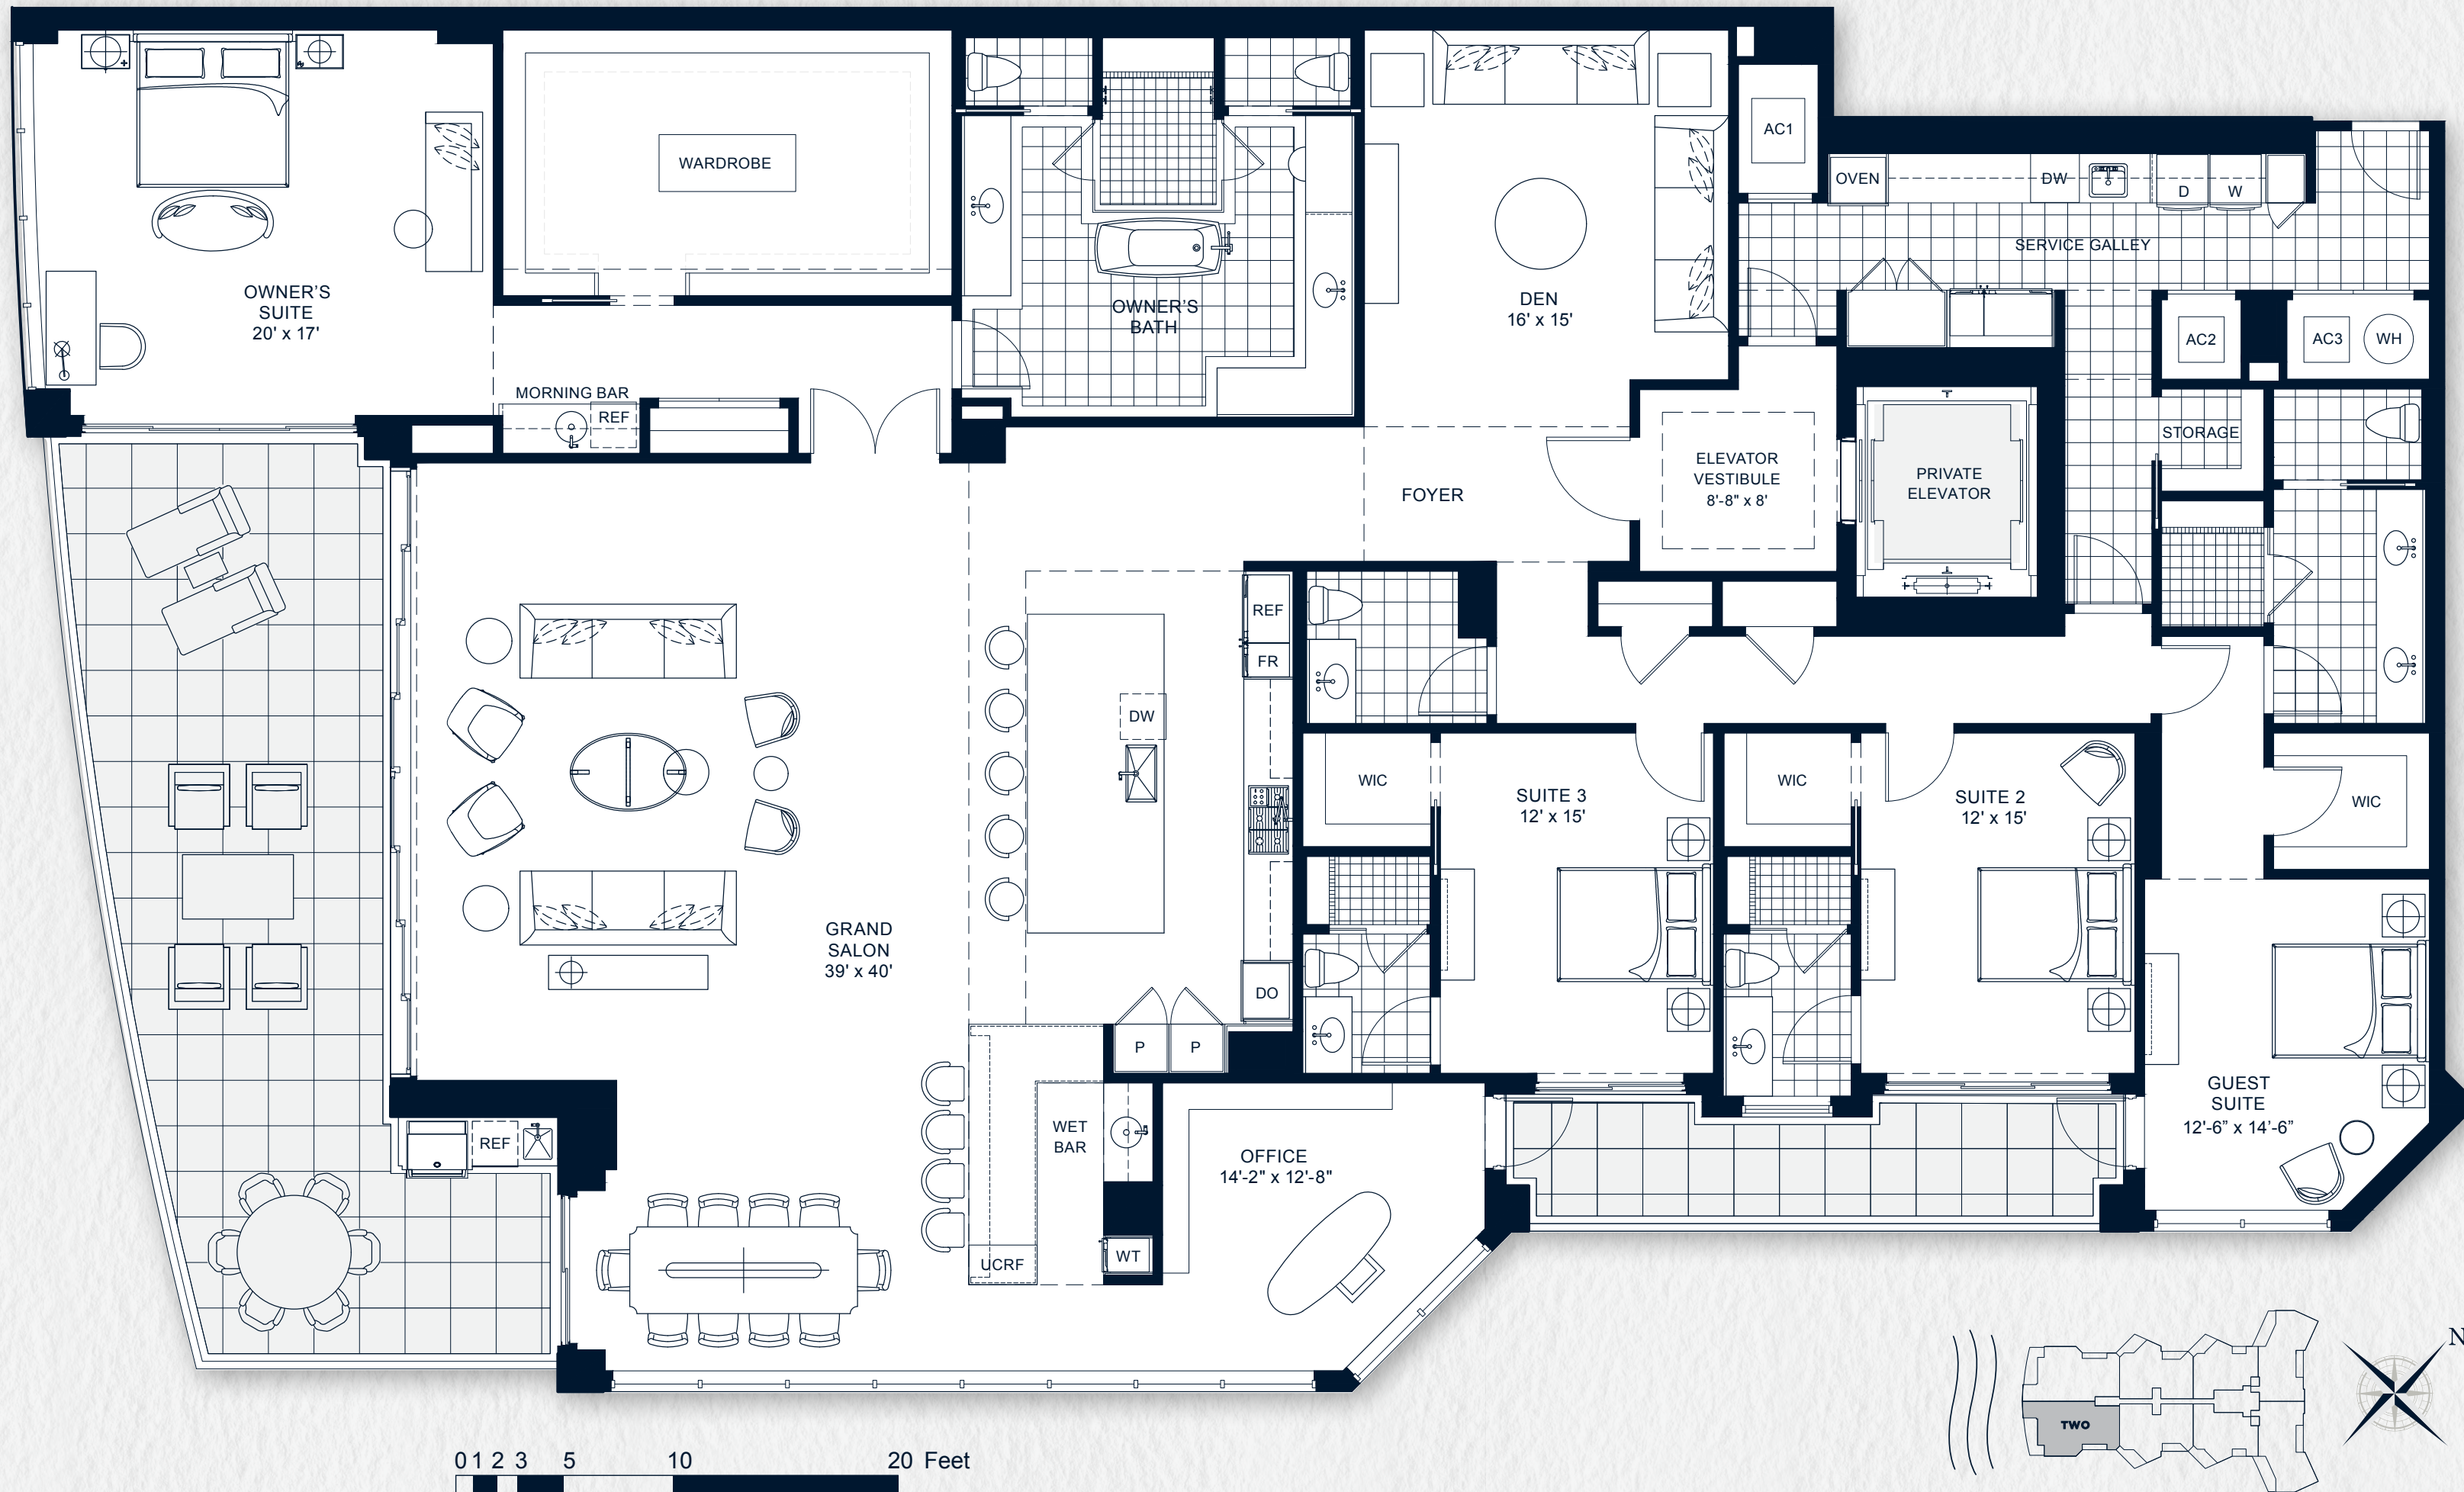 WARDROBE
AC1
OVEN
DW
D
W
SERVICE GALLEY
OWNER'S
SUITE
20' x 17'
OWNER'S
BATH
DEN
16' x 15'
AC2
AC3
WH
MORNING BAR
REF
STORAGE
ELEVATOR
VESTIBULE
8'-8" x 8'
PRIVATE
ELEVATOR
FOYER
REF
FR
DW
WIC
SUITE 3
12' x 15'
WIC
SUITE 2
12' x 15'
WIC
GRAND
SALON
39' x 40'
DO
P
P
GUEST
SUITE
12'-6” x 14'-6”
REF
WET
BAR
OFFICE
14'-2" x 12'-8"
UCRF
WT
N
TWO
0 1 2 3 5 10 20 Feet